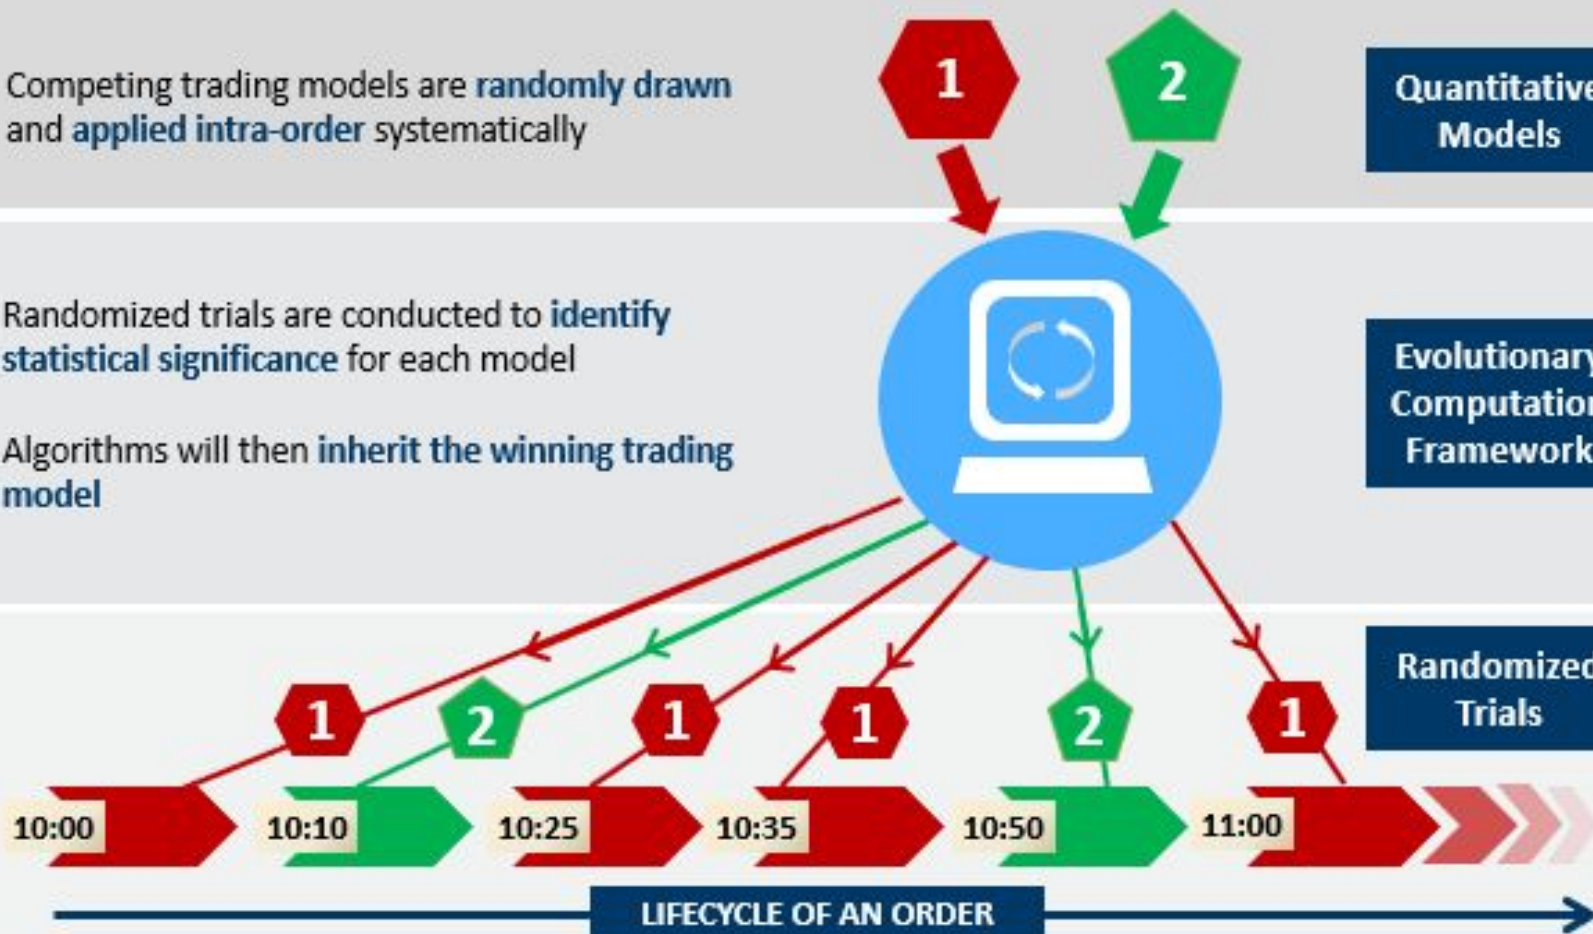 Competing trading models are randomly drawn
and applied intra-order systematically
1
2
Quantitative
Models
Randomized trials are conducted to identify
statistical significance for each model
Algorithms will then inherit the winning trading
model
Evolutionary
Computation
Framework
Randomized
Trials
1
2
1
1
2
1
10:00
10:10
10:25
10:35
10:50
11:00
LIFECYCLE OF AN ORDER